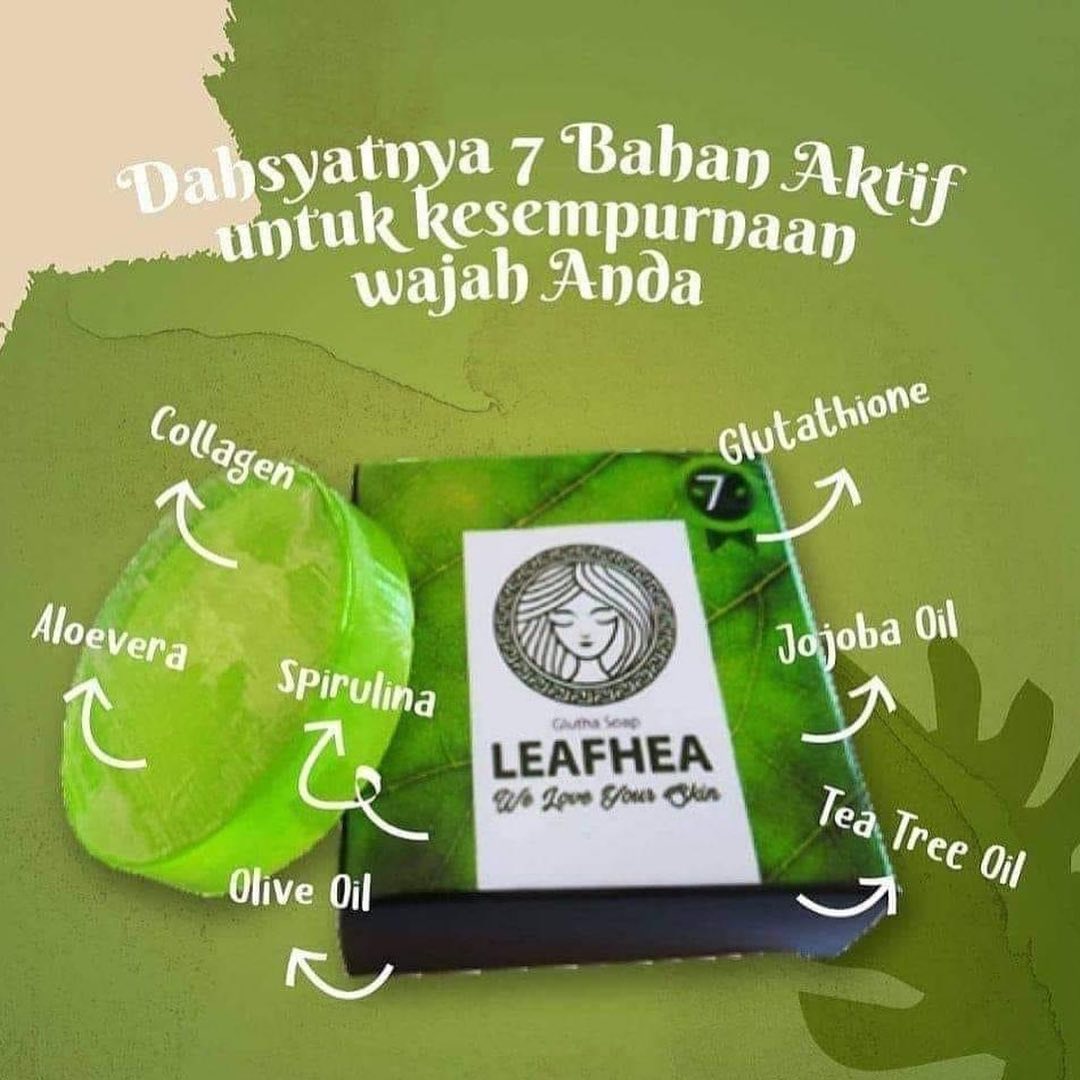 Dahsyatnya 7 Bahan Aktif
untuk kesempurnaan
wajah Anda
Collagen
Glutathione
7
Aloevera
Spirulina
Jojoba Oil
Glutha Soap
LEAFHEA
We Love Your Skin
Tea Tree Oil
Olive Oil